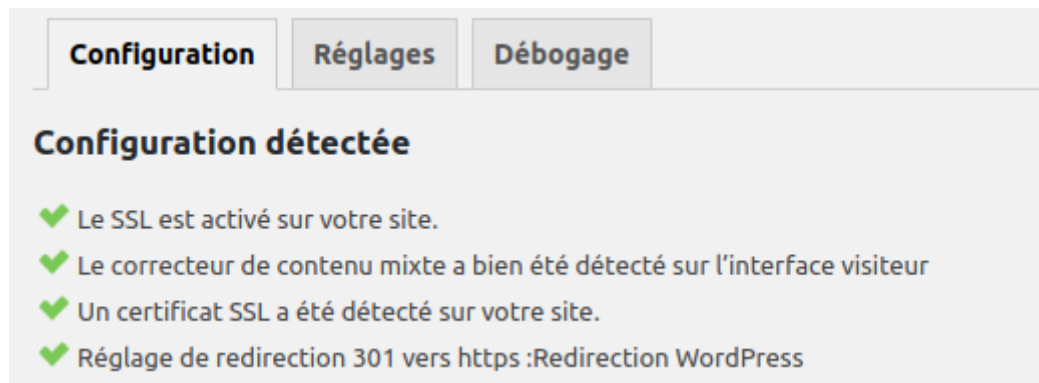 Configuration Réglages Débogage
Configuration détectée
Le SSL est activé sur votre site.
Le correcteur de contenu mixte a bien été détecté sur l’interface visiteur
Un certificat SSL a été détecté sur votre site.
Réglage de redirection 301 vers https :Redirection WordPress